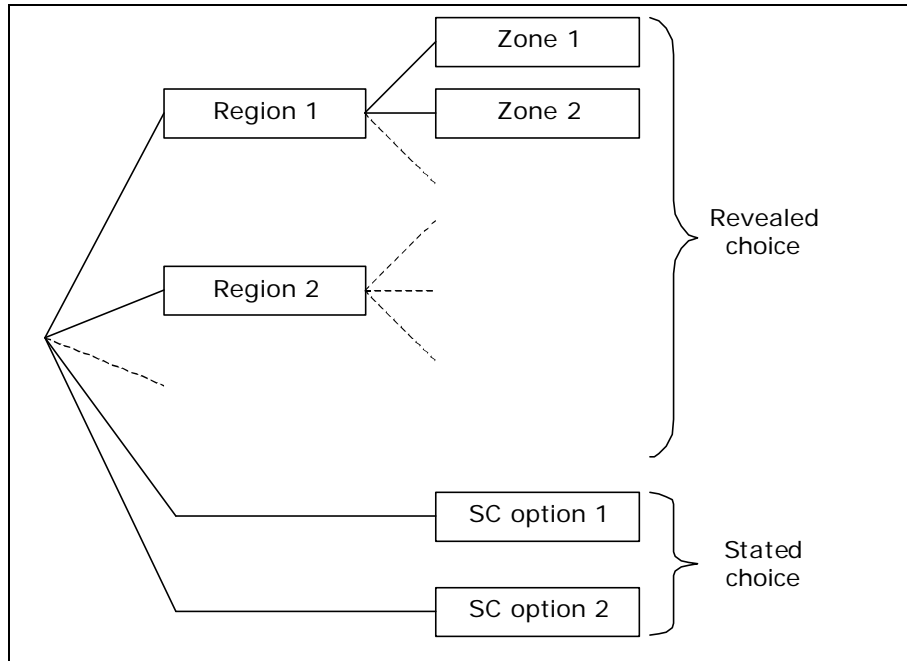 Zone 1
Region 1
Zone 2
Revealed
choice
Region 2
SC option 1
Stated
choice
SC option 2